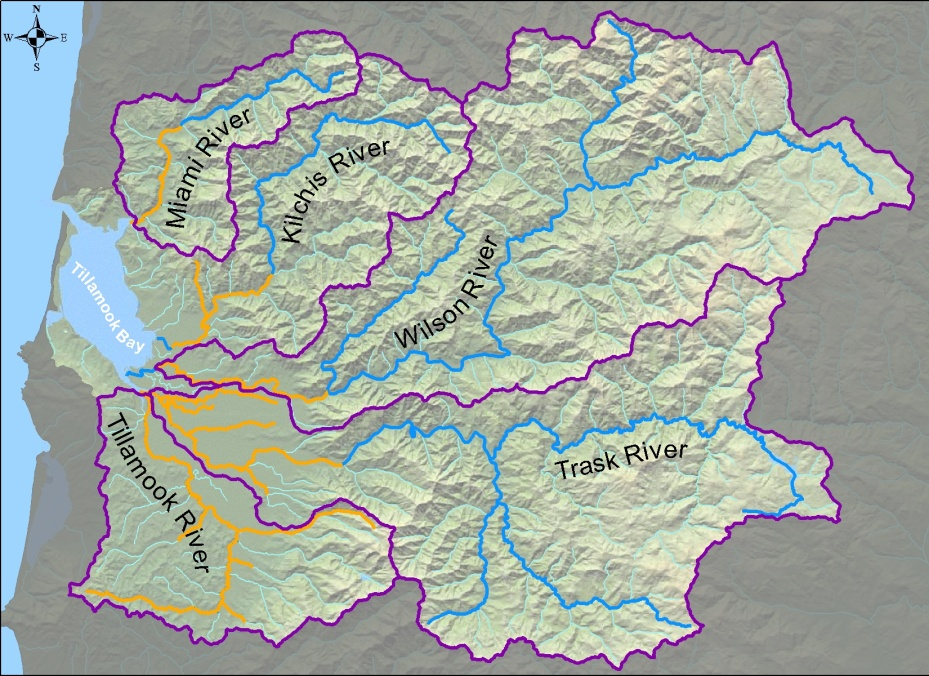 N
W E
S
Miami River
Kilchis River
Wilson River
Tillamook Bay
Tillamook River
Trask River